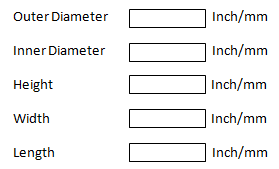 Outer Diameter Inch/mm
Inner Diameter Inch/mm
Height Inch/mm
Width Inch/mm
Length Inch/mm